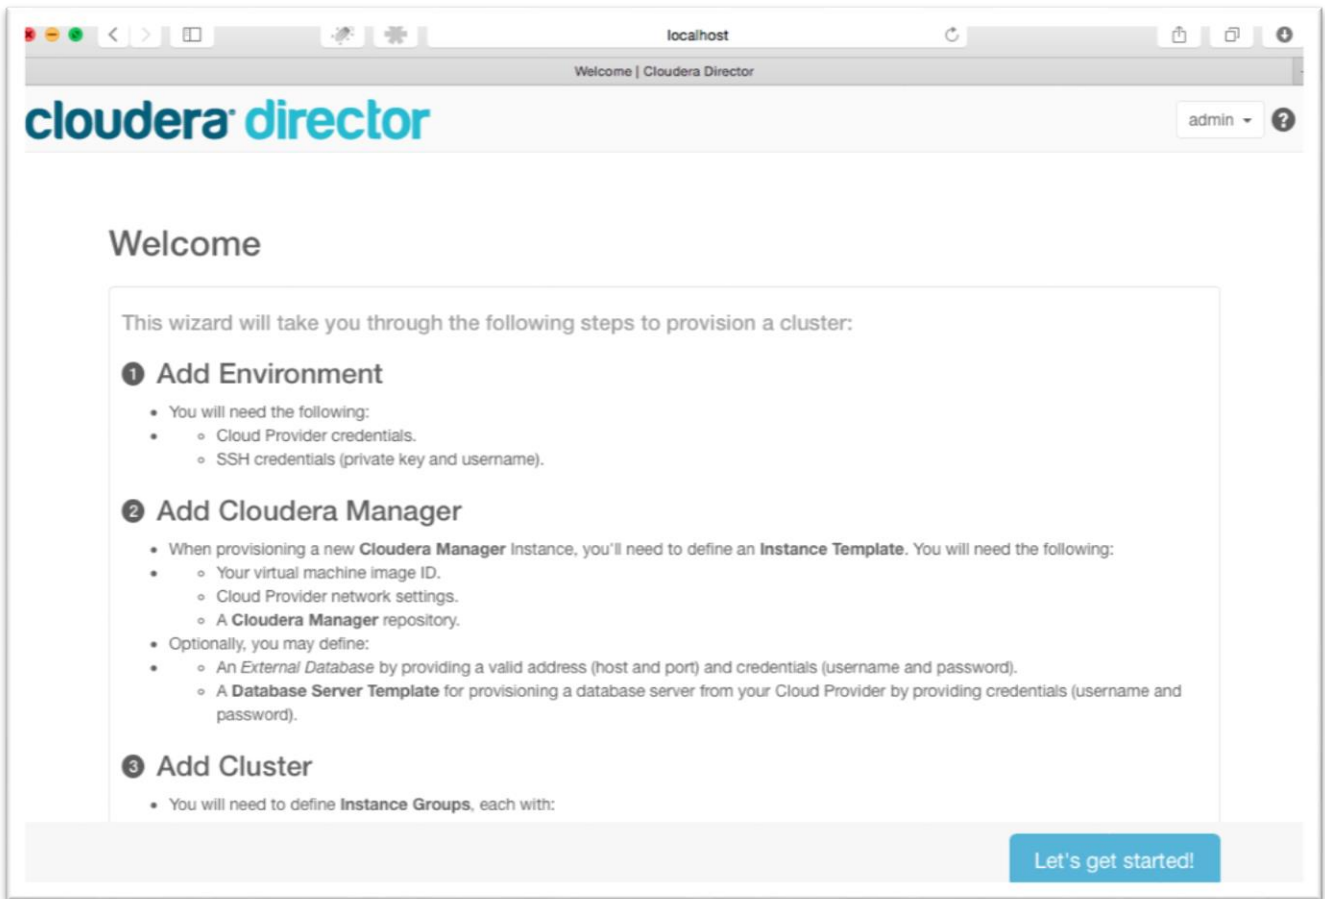 localhost
Welcome | Cloudera Director
cloudera director
admin
?
Welcome
This wizard will take you through the following steps to provision a cluster:
1 Add Environment
• You will need the following:
• ◦ Cloud Provider credentials.
◦ SSH credentials (private key and username).
2 Add Cloudera Manager
• When provisioning a new Cloudera Manager Instance, you'll need to define an Instance Template. You will need the following:
• ◦ Your virtual machine image ID.
◦ Cloud Provider network settings.
◦ A Cloudera Manager repository.
• Optionally, you may define:
• ◦ An External Database by providing a valid address (host and port) and credentials (username and password).
◦ A Database Server Template for provisioning a database server from your Cloud Provider by providing credentials (username and
password).
3 Add Cluster
• You will need to define Instance Groups, each with:
Let's get started!